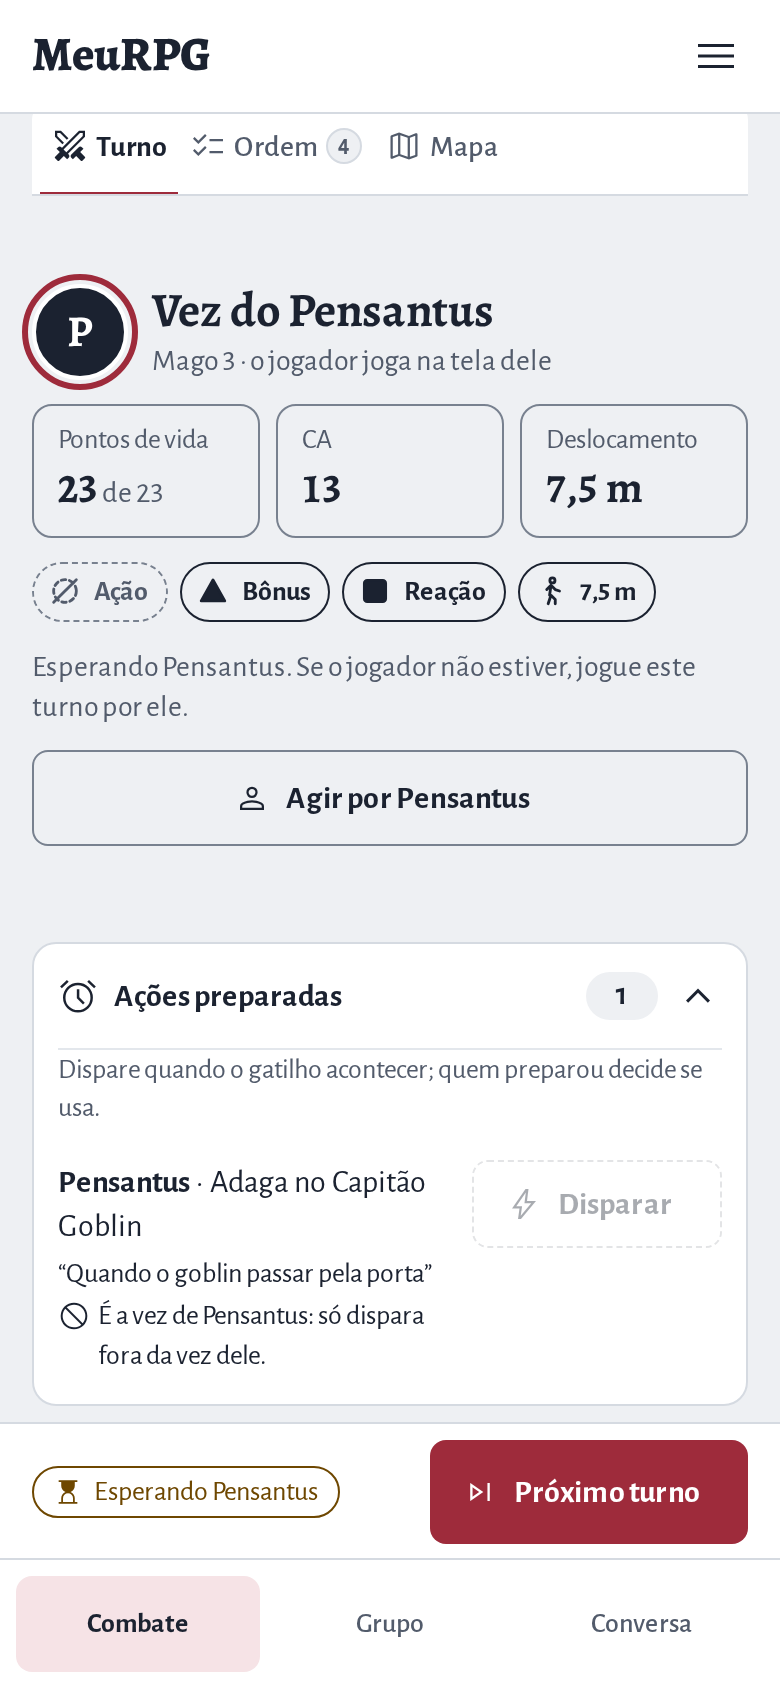 MeuRPG
Turno
Ordem 4
Mapa
P
Vez do Pensantus
Mago 3 · o jogador joga na tela dele
Pontos de vida
23 de 23
CA
13
Deslocamento
7,5 m
Ação
Bônus
Reação
7,5 m
Esperando Pensantus. Se o jogador não estiver, jogue este
turno por ele.
Agir por Pensantus
Ações preparadas
1
Dispare quando o gatilho acontecer; quem preparou decide se
usa.
Pensantus · Adaga no Capitão
Goblin
Disparar
“Quando o goblin passar pela porta”
É a vez de Pensantus: só dispara
fora da vez dele.
Esperando Pensantus
Próximo turno
Combate
Grupo
Conversa